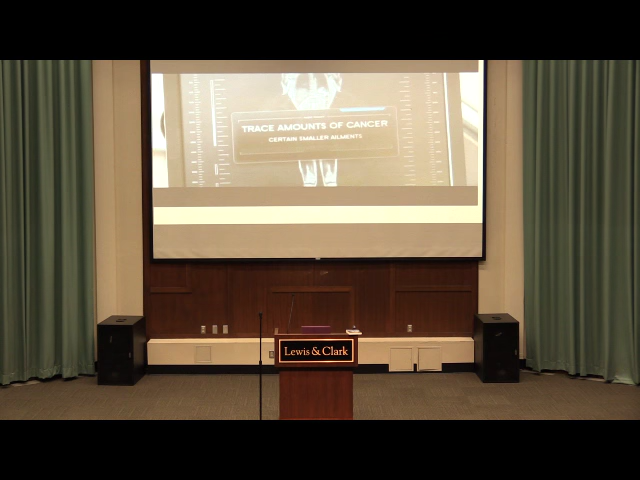 TRACE AMOUNTS OF CANCER
CERTAIN SMALLER AILMENTS
Lewis & Clark